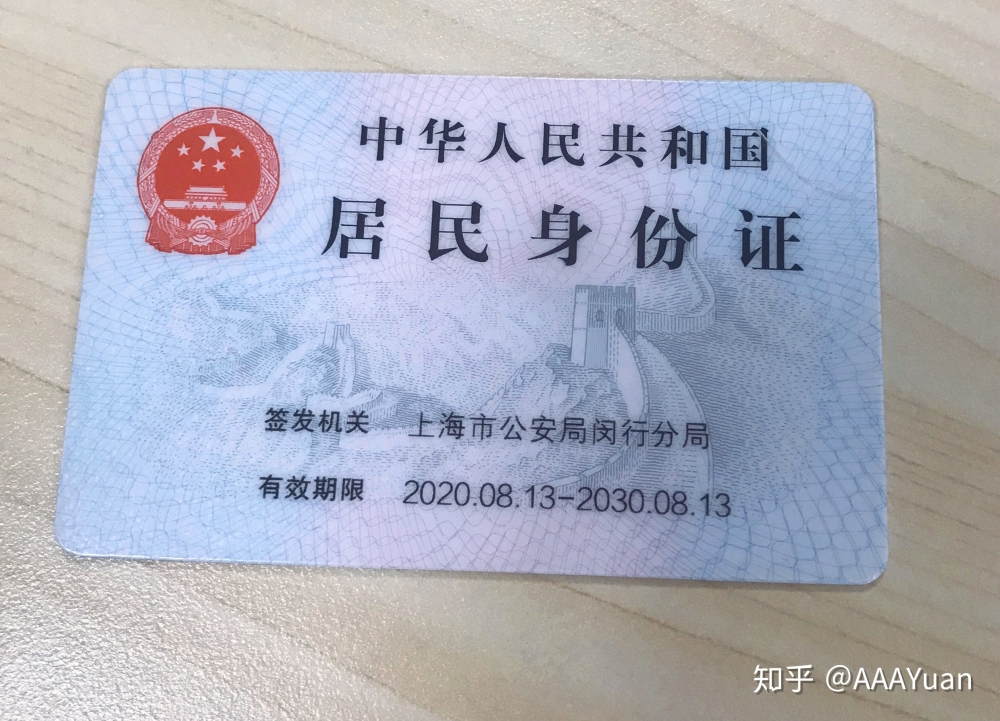 中华人民共和国
居民身份证
签发机关 上海市公安局闵行分局
有效期限 2020.08.13-2030.08.13
知乎 @AAAYuan